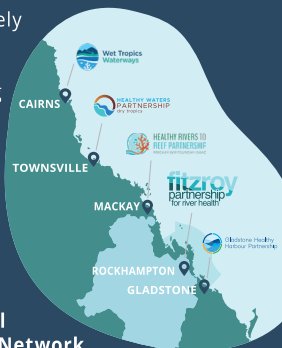 ely
Wet Tropics
Waterways
CAIRNS
HEALTHY WATERS
PARTNERSHIP
dry tropics
HEALTHY RIVERS TO
REEF PARTNERSHIP
TOWNSVILLE
fitzroy
partnership
for river health
MACKAY
Gladstone Healthy
Harbour Partnership
ROCKHAMPTON
GLADSTONE
l
Network